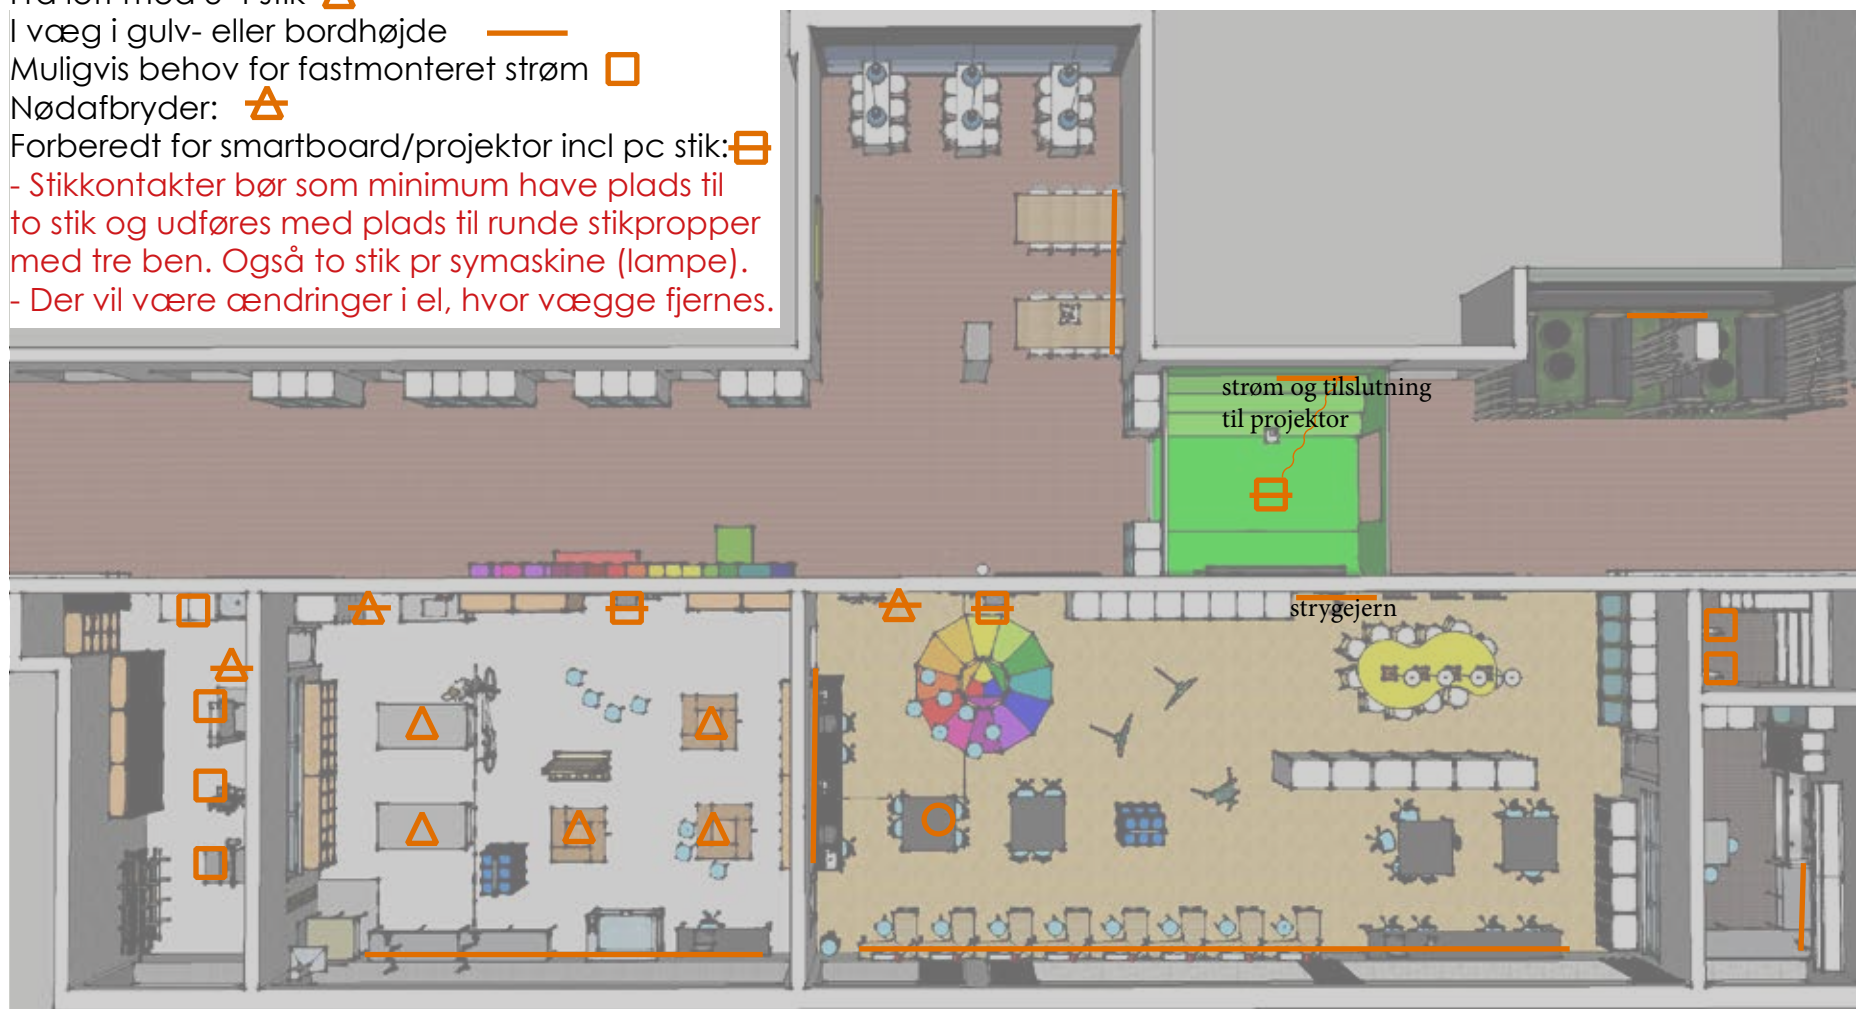 I væg i gulv- eller bordhøjde
Muligvis behov for fastmonteret strøm
Nødafbryder:
Forberedt for smartboard/projektor incl pc stik:
- Stikkontakter bør som minimum have plads til
to stik og udføres med plads til runde stikpropper
med tre ben. Også to stik pr symaskine (lampe).
- Der vil være ændringer i el, hvor vægge fjernes.
strøm og tilslutning
til projektor
strygejern